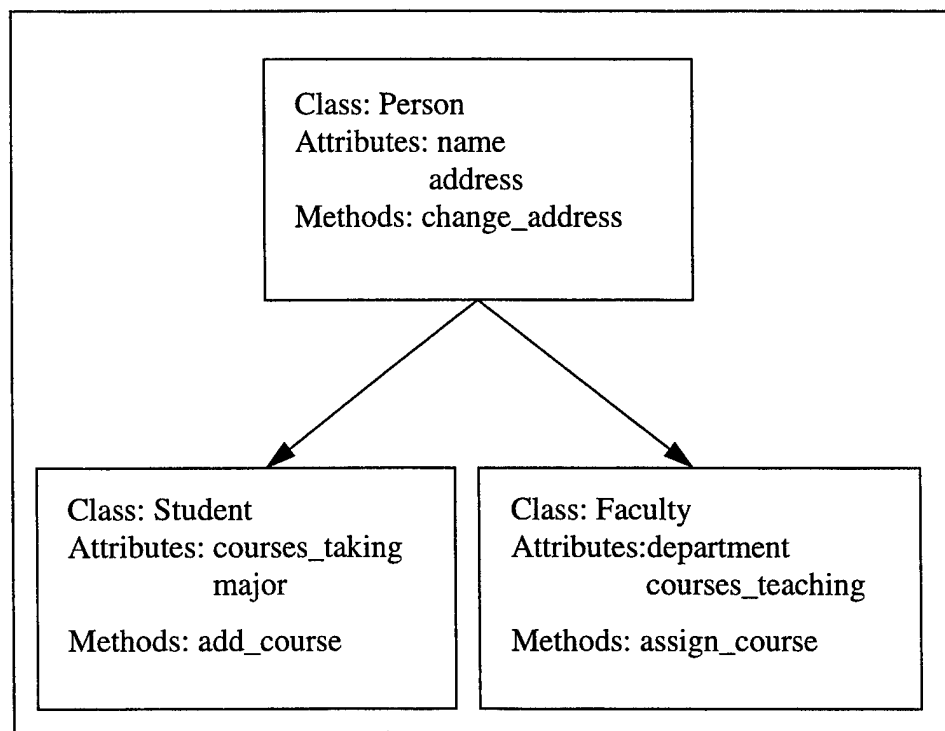 Class: Person
Attributes: name
address
Methods: change_address
Class: Student
Attributes: courses_taking
major
Methods: add_course
Class: Faculty
Attributes:department
courses_teaching
Methods: assign_course